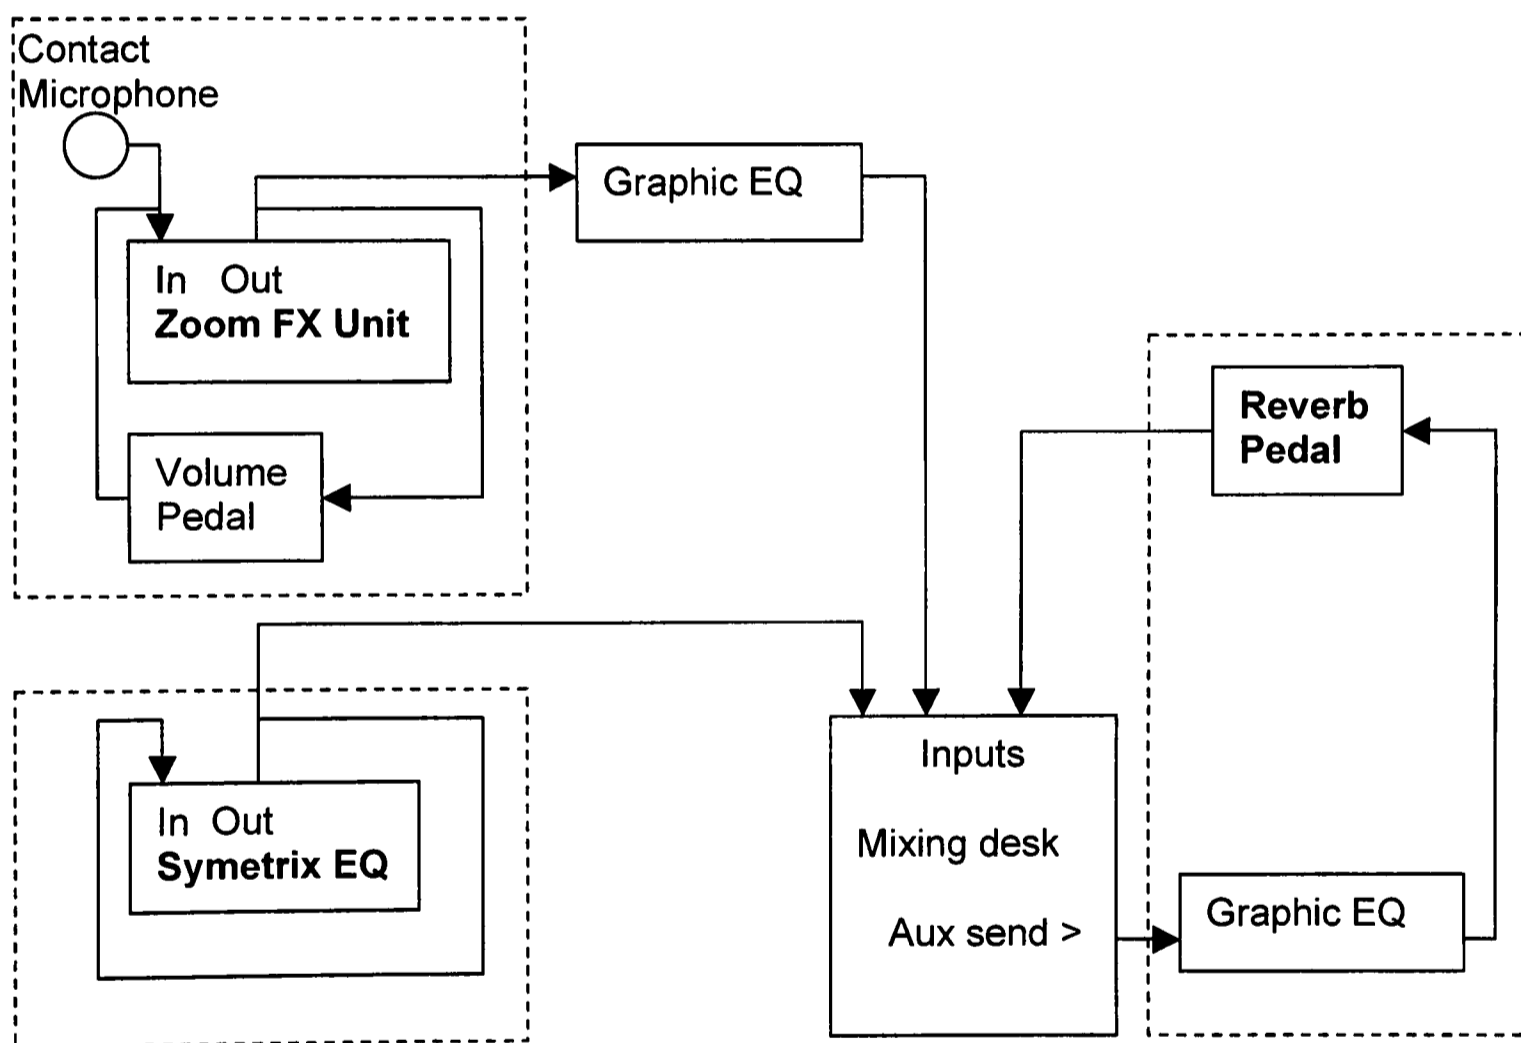 Contact
Microphone
Graphic EQ
In Out
Zoom FX Unit
Volume
Pedal
Reverb
Pedal
In Out
Symetrix EQ
Inputs
Mixing desk
Aux send >
Graphic EQ